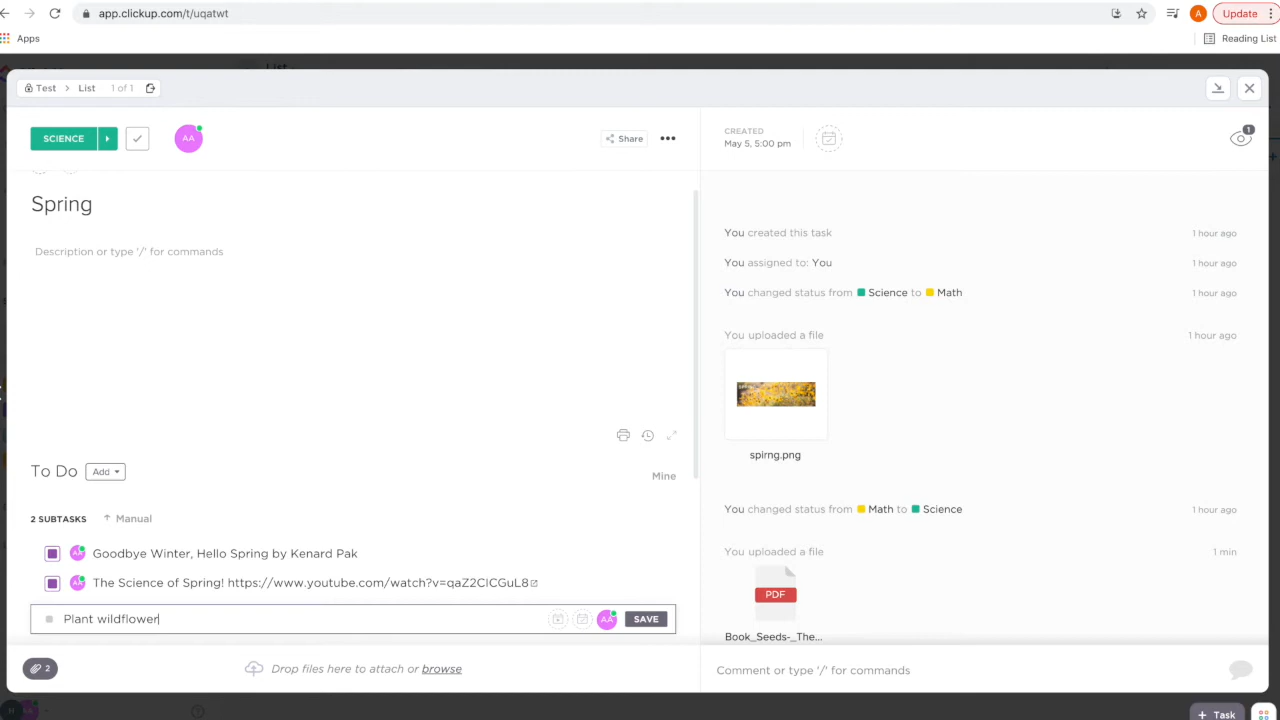 app.clickup.com/t/uqatwt
Update
Apps
Reading List
Test > List 1 of 1
SCIENCE
AA
Share
CREATED
May 5, 5:00 pm
1
Spring
Description or type '/' for commands
You created this task 1 hour ago
You assigned to: You 1 hour ago
You changed status from Science to Math 1 hour ago
You uploaded a file 1 hour ago
spirng.png
To Do Add
Mine
You changed status from Math to Science 1 hour ago
2 SUBTASKS Manual
You uploaded a file 1 min
AA Goodbye Winter, Hello Spring by Kenard Pak
AA The Science of Spring! https://www.youtube.com/watch?v=qaZ2ClCGuL8
PDF
Plant wildflower AA SAVE
Book_Seeds-_The...
2
Drop files here to attach or browse
Comment or type '/' for commands
+ Task